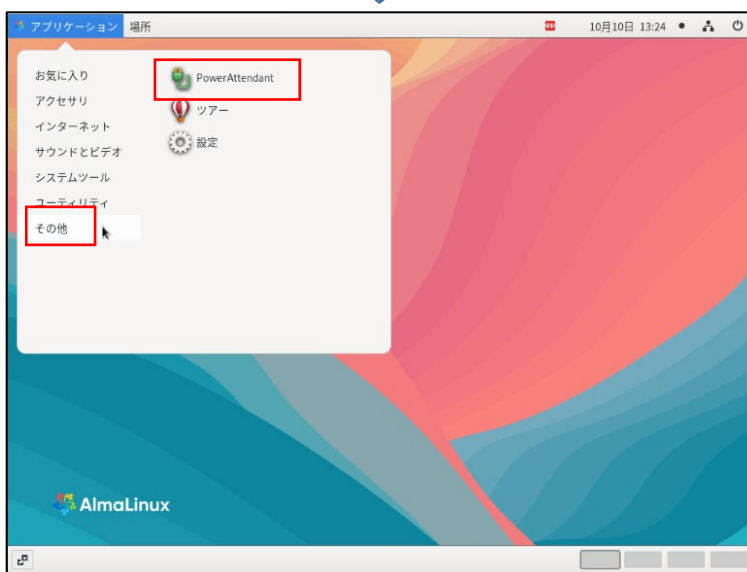 アプリケーション 場所 10月10日 13:24
お気に入り
アクセサリ
インターネット
サウンドとビデオ
システムツール
ユーティリティ
その他
PowerAttendant
ツアー
設定
AlmaLinux